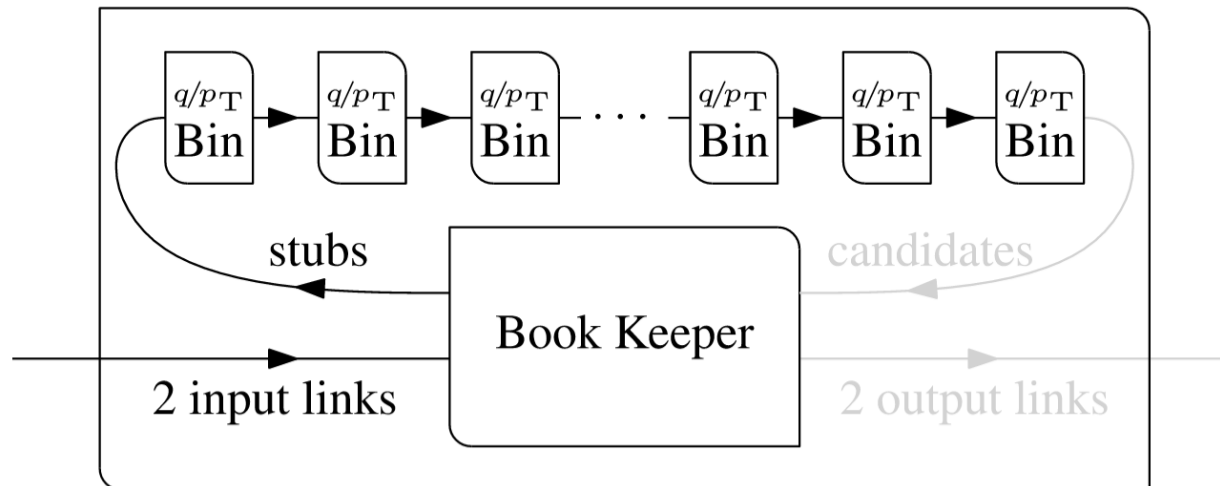 q/pT Bin
q/pT Bin
q/pT Bin
· · ·
q/pT Bin
q/pT Bin
q/pT Bin
stubs
candidates
Book Keeper
2 input links
2 output links